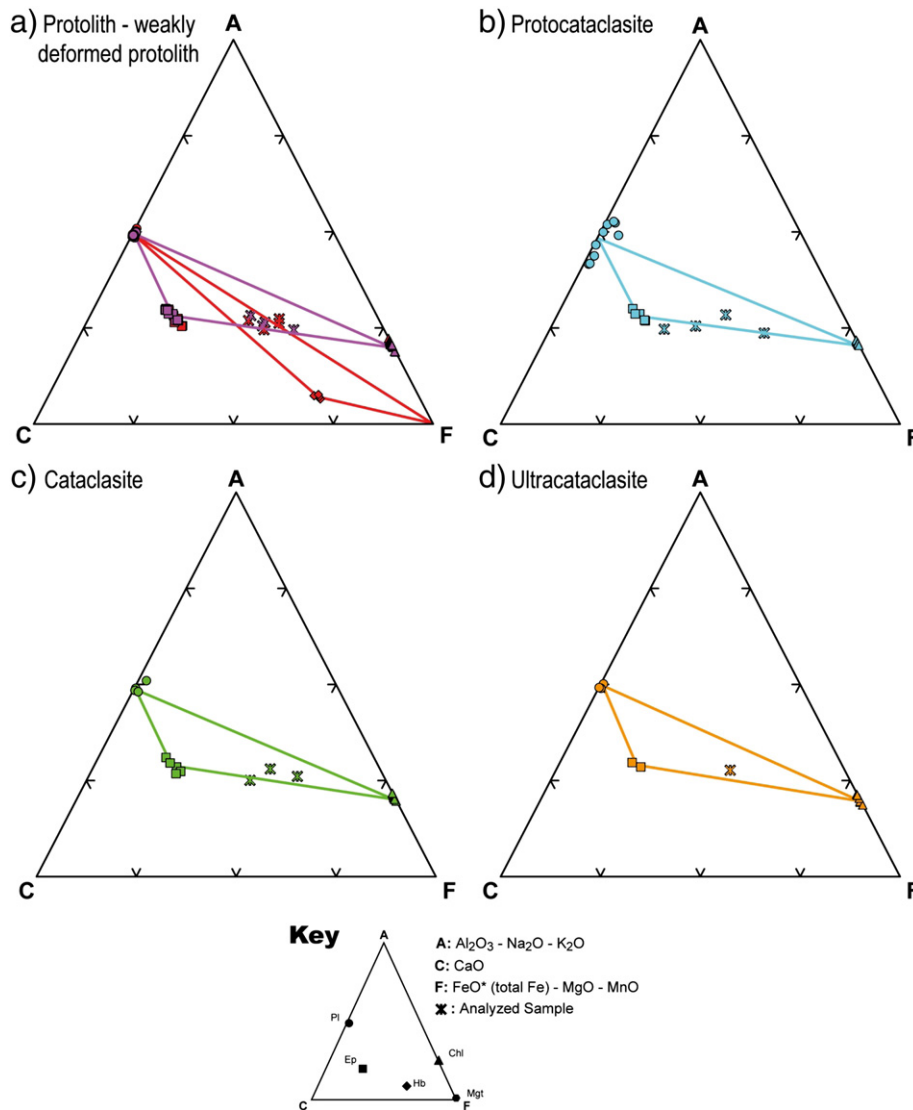 a) Protolith - weakly
deformed protolith
A
C
F
b) Protocataclasite
A
C
F
c) Cataclasite
A
C
F
d) Ultracataclasite
A
C
F
Key
A
Pl
Ep
Chl
Hb
Mgt
C
F
A: Al₂O₃ - Na₂O - K₂O
C: CaO
F: FeO* (total Fe) - MgO - MnO
: Analyzed Sample